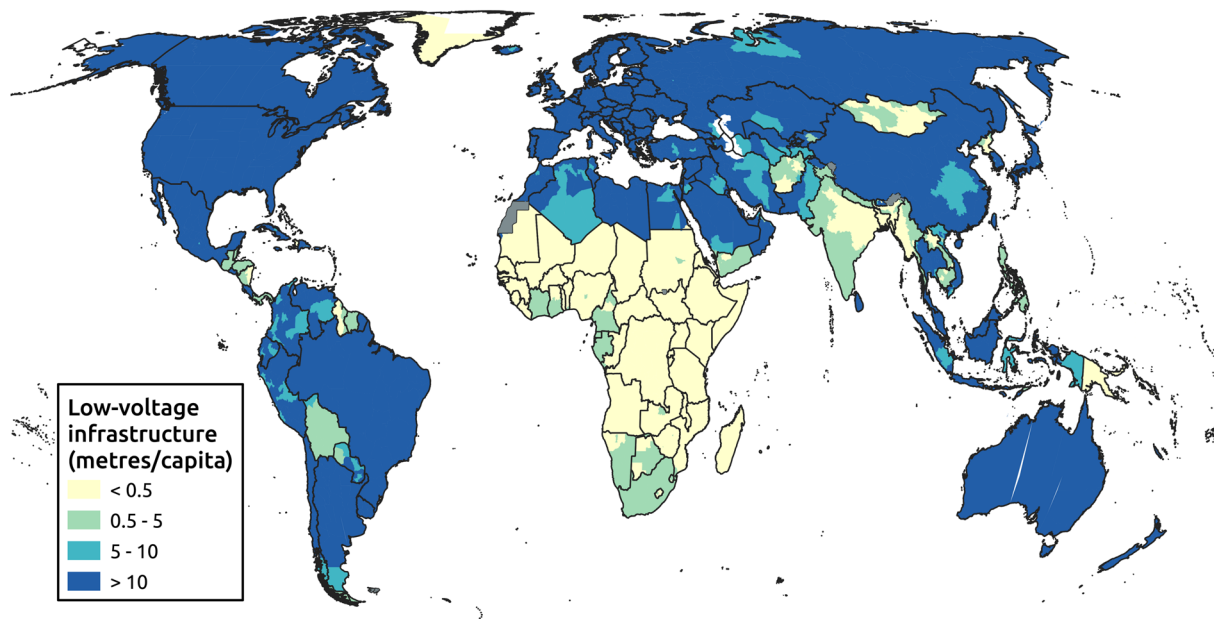 Low-voltage
infrastructure
(metres/capita)
< 0.5
0.5 - 5
5 - 10
> 10